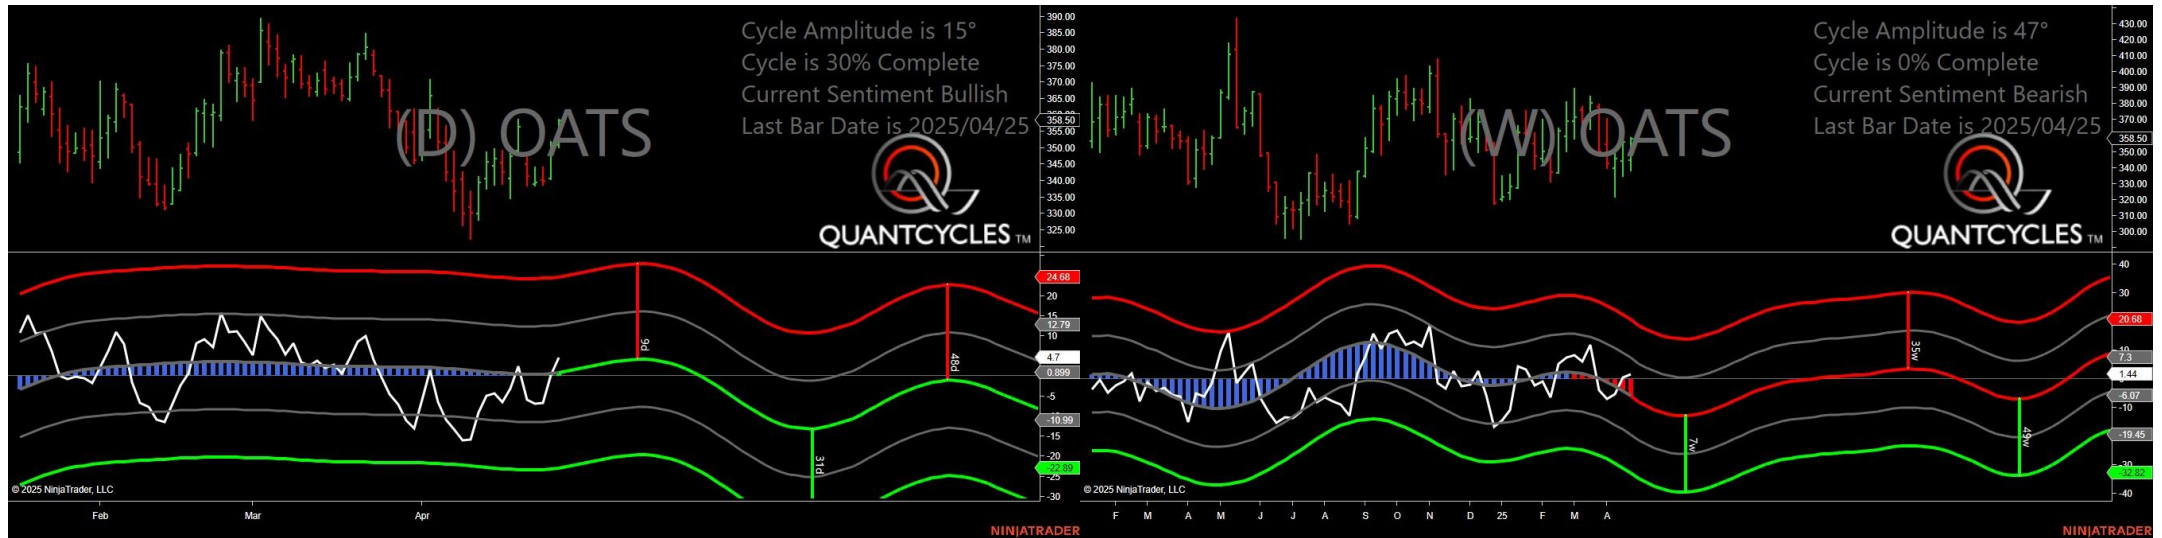 Cycle Amplitude is 15°
Cycle is 30% Complete
Current Sentiment Bullish
Last Bar Date is 2025/04/25
(D) OATS
QUANTCYCLES TM
390.00
385.00
380.00
375.00
370.00
365.00
358.50
355.00
350.00
345.00
340.00
335.00
330.00
325.00
24.68
20
15
12.79
10
4.7
0.899
-5
-10.99
-15
-20
-22.89
-25
-30
9d
31d
48d
© 2025 NinjaTrader, LLC
Feb Mar Apr
NINJATRADER
Cycle Amplitude is 47°
Cycle is 0% Complete
Current Sentiment Bearish
Last Bar Date is 2025/04/25
(W) OATS
QUANTCYCLES TM
430.00
420.00
410.00
400.00
390.00
380.00
370.00
358.50
350.00
340.00
330.00
320.00
310.00
300.00
40
30
20.68
7.3
1.44
-6.07
-10
-19.45
-32.82
-40
7w
35w
49w
© 2025 NinjaTrader, LLC
F M A M J J A S O N D 25 F M A
NINJATRADER